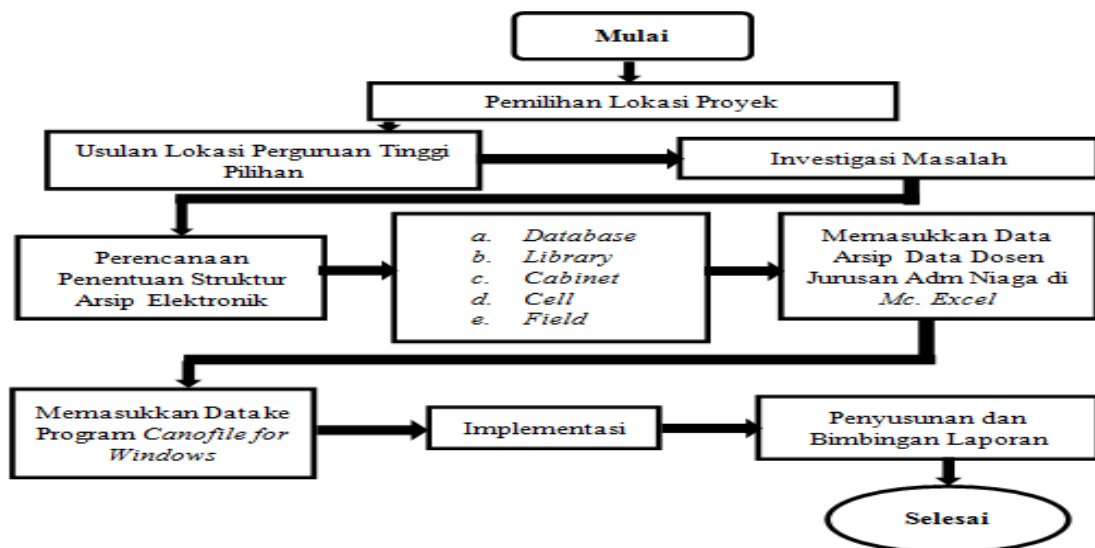 Mulai
Pemilihan Lokasi Proyek
Usulan Lokasi Perguruan Tinggi
Pilihan
Investigasi Masalah
Perencanaan
Penentuan Struktur
Arsip Elektronik
a. Database
b. Library
c. Cabinet
d. Cell
e. Field
Memasukkan Data
Arsip Data Dosen
Jurusan Adm Niaga di
Mc. Excel
Memasukkan Data ke
Program Canofile for
Windows
Implementasi
Penyusunan dan
Bimbingan Laporan
Selesai